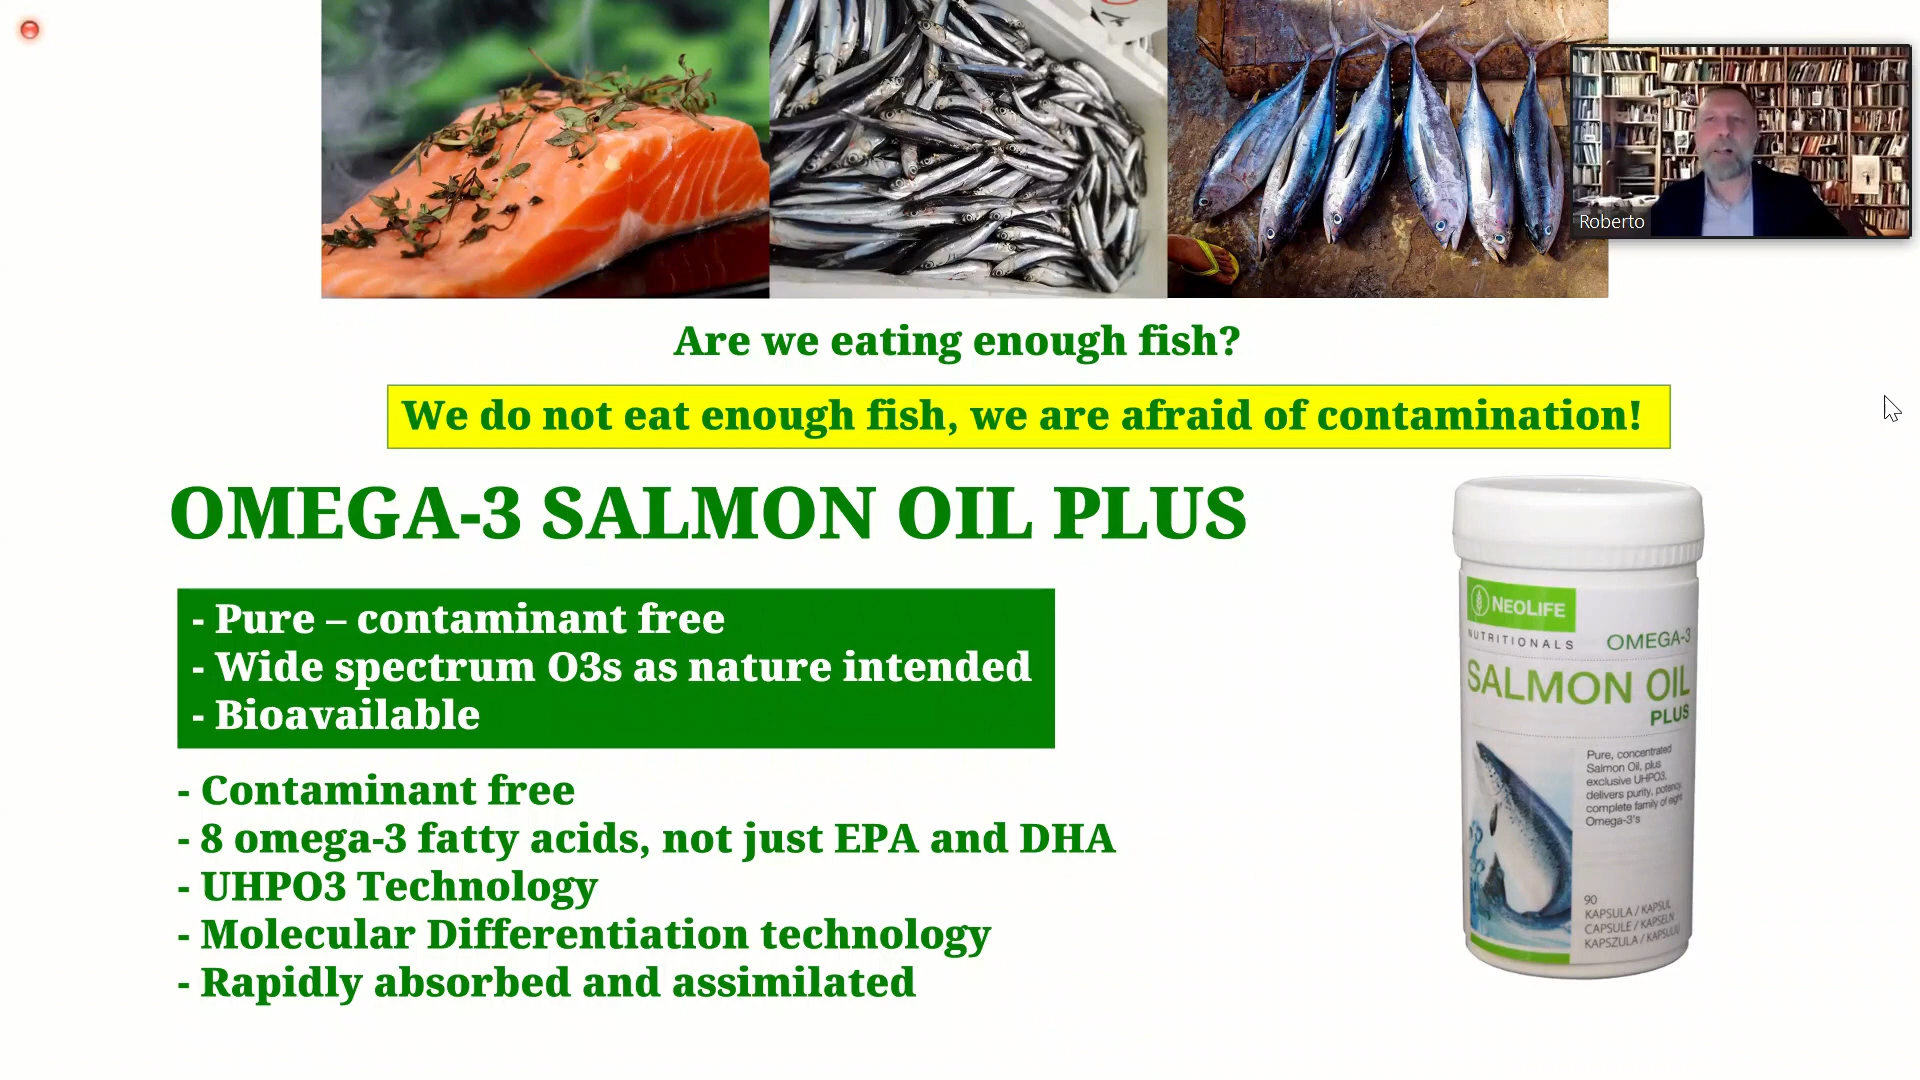 Roberto
Are we eating enough fish?
We do not eat enough fish, we are afraid of contamination!
OMEGA-3 SALMON OIL PLUS
- Pure – contaminant free
- Wide spectrum O3s as nature intended
- Bioavailable
- Contaminant free
- 8 omega-3 fatty acids, not just EPA and DHA
- UHPO3 Technology
- Molecular Differentiation technology
- Rapidly absorbed and assimilated
NEOLIFE
NUTRITIONALS
OMEGA-3
SALMON OIL
PLUS
Pure, concentrated
Salmon Oil, plus
exclusive UHPO3,
delivers purity, potency,
complete family of eight
Omega-3's
90
KAPSULA / KAPSUL
CAPSULE / KAPSELN
KAPSZULA / KAPSULU